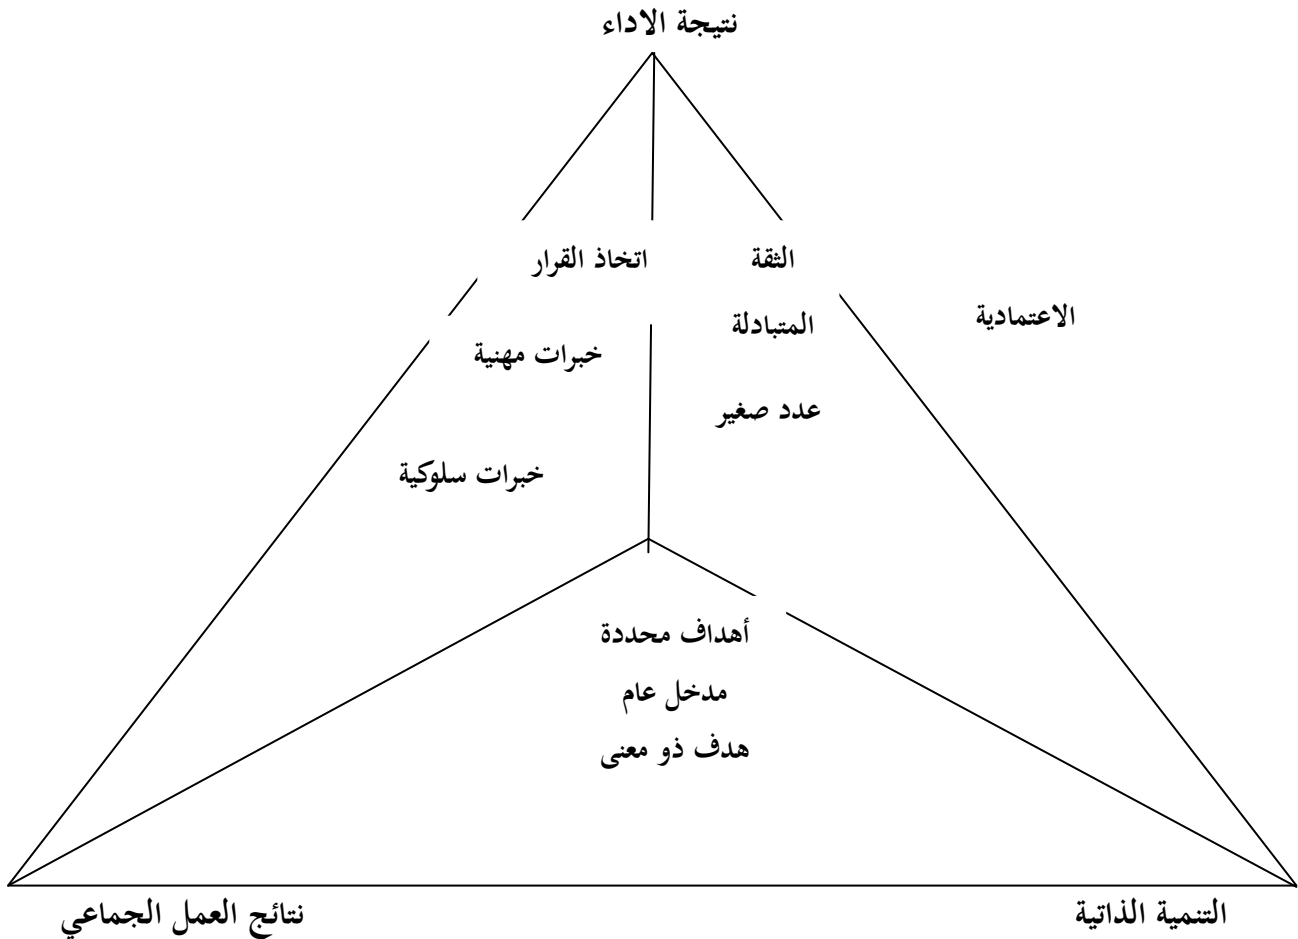 نتيجة الاداء
الثقة
اتخاذ القرار
الاعتمادية
المتبادلة
خبرات مهنية
عدد صغير
خبرات سلوكية
أهداف محددة
مدخل عام
هدف ذو معنى
التنمية الذاتية
نتائج العمل الجماعي